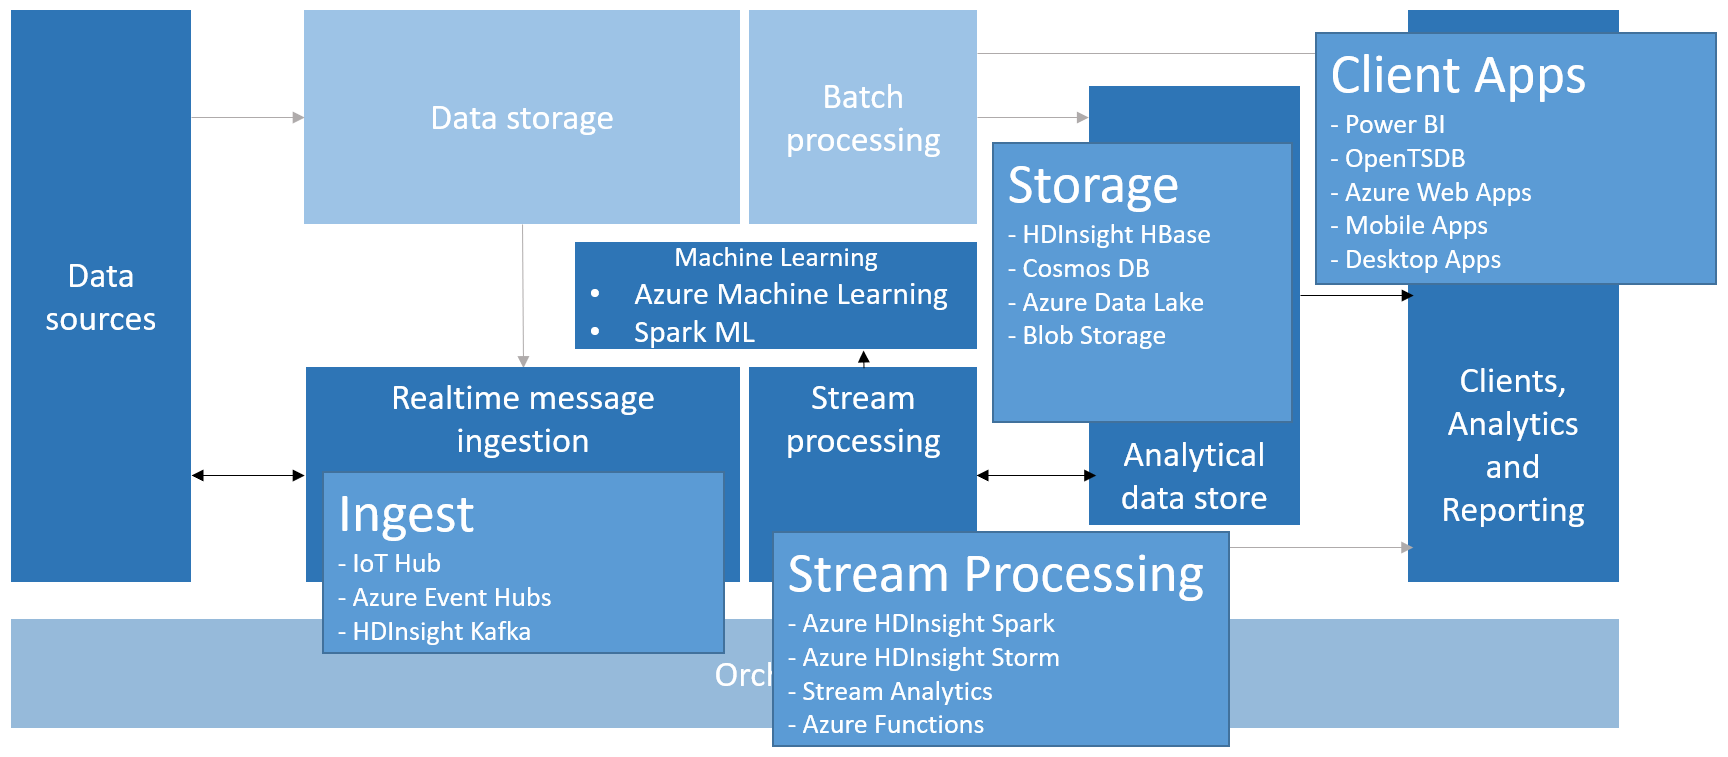 Data
sources
Data storage
Batch
processing
Machine Learning
• Azure Machine Learning
• Spark ML
Realtime message
ingestion
Ingest
- IoT Hub
- Azure Event Hubs
- HDInsight Kafka
Stream
processing
Stream Processing
- Azure HDInsight Spark
- Azure HDInsight Storm
- Stream Analytics
- Azure Functions
Storage
- HDInsight HBase
- Cosmos DB
- Azure Data Lake
- Blob Storage
Analytical
data store
Client Apps
- Power BI
- OpenTSDB
- Azure Web Apps
- Mobile Apps
- Desktop Apps
Clients,
Analytics
and
Reporting